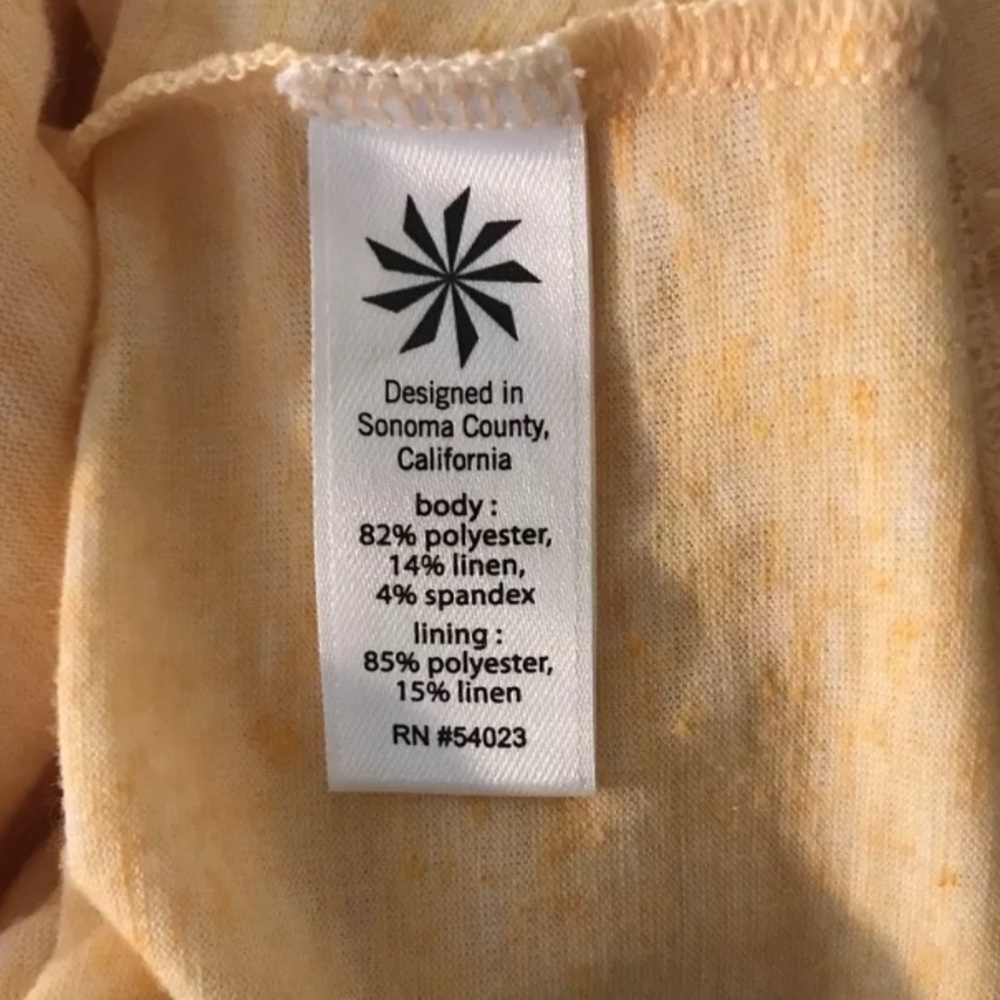 Designed in
Sonoma County,
California
body :
82% polyester,
14% linen,
4% spandex
lining :
85% polyester,
15% linen
RN #54023